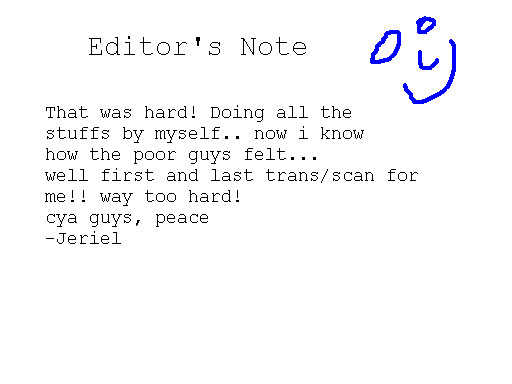 Editor's Note
That was hard! Doing all the
stuffs by myself.. now i know
how the poor guys felt...
well first and last trans/scan for
me!! way too hard!
cya guys, peace
-Jeriel